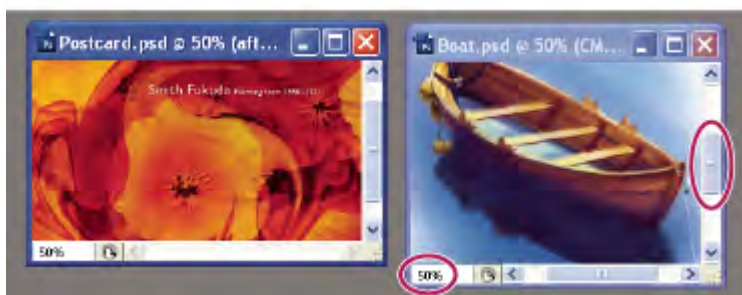 Postcard.psd @ 50% (aft...
Boat.psd @ 50% (CM...
Smith Fukuda
50%
50%